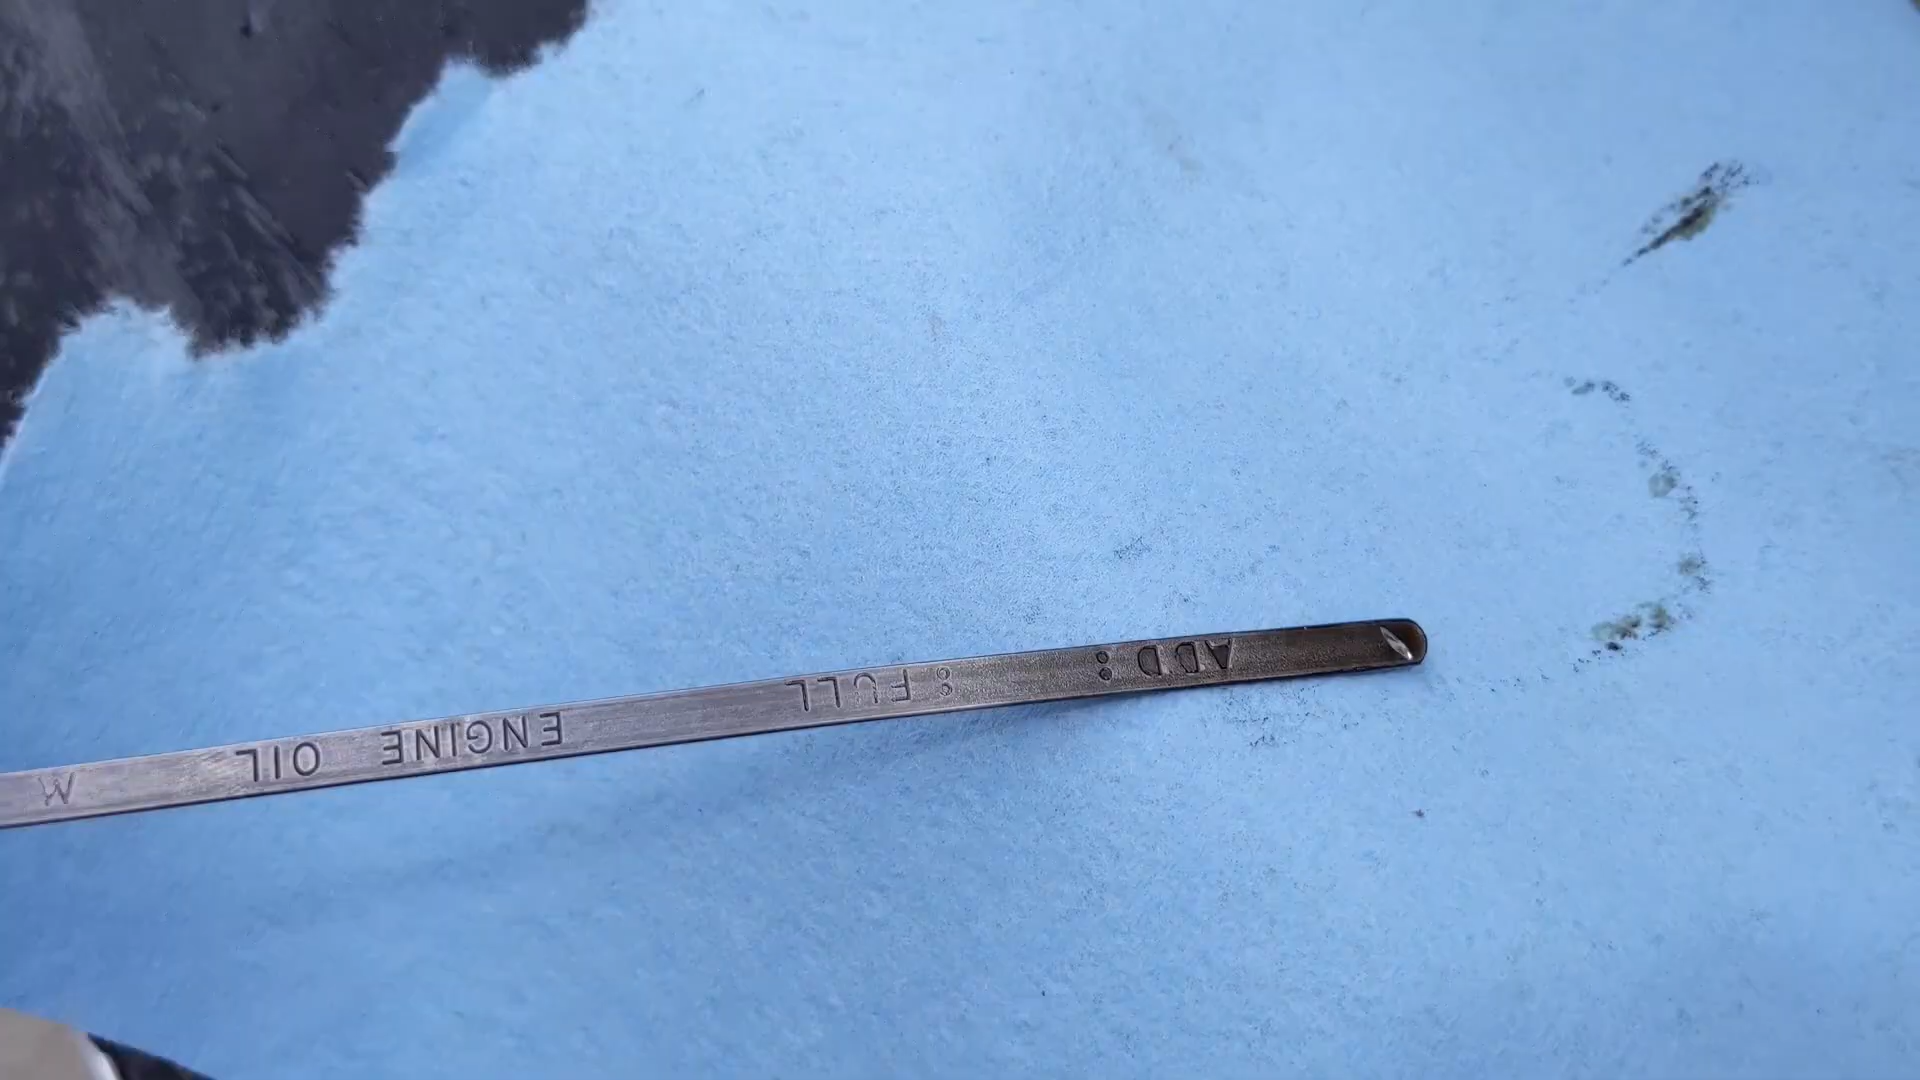 ADD : FULL : ENGINE OIL M